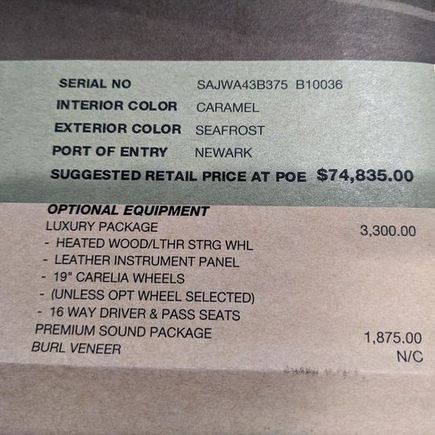 SERIAL NO SAJWA43B375 B10036
INTERIOR COLOR CARAMEL
EXTERIOR COLOR SEAFROST
PORT OF ENTRY NEWARK
SUGGESTED RETAIL PRICE AT POE $74,835.00
OPTIONAL EQUIPMENT
LUXURY PACKAGE 3,300.00
- HEATED WOOD/LTHR STRG WHL
- LEATHER INSTRUMENT PANEL
- 19" CARELIA WHEELS
- (UNLESS OPT WHEEL SELECTED)
- 16 WAY DRIVER & PASS SEATS
PREMIUM SOUND PACKAGE 1,875.00
BURL VENEER N/C